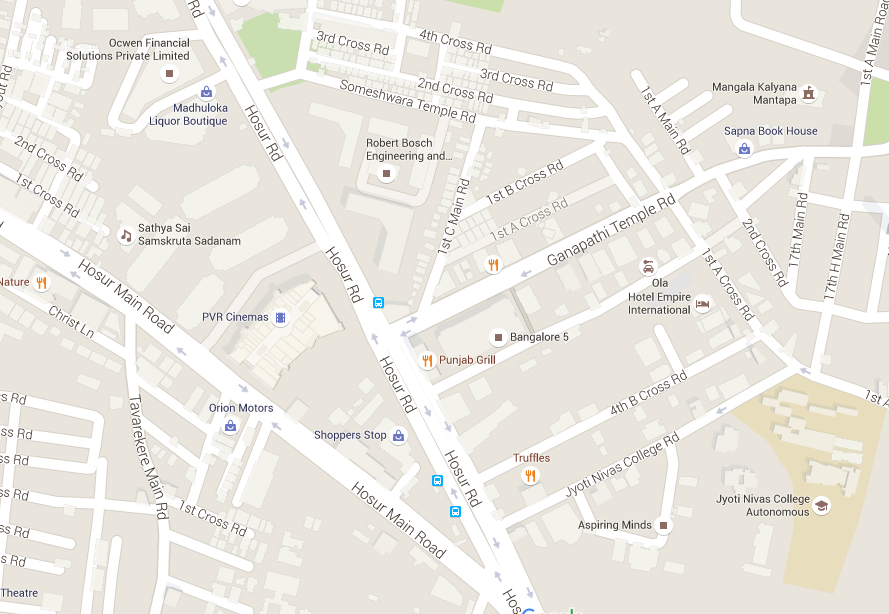 Hosur Rd
Ocwen Financial
Solutions Private Limited
3rd Cross Rd
4th Cross Rd
3rd Cross Rd
2nd Cross Rd
Someshwara Temple Rd
1st A Main Road
Mangala Kalyana
Mantapa
Sapna Book House
1st A Main Rd
Madhuloka
Liquor Boutique
Hosur Rd
Robert Bosch
Engineering and...
2nd Cross Rd
1st Cross Rd
1st B Cross Rd
1st A Cross Rd
1st C Main Rd
Ganapathi Temple Rd
Sathya Sai
Samskruta Sadanam
2nd Cross Rd
17th Main Rd
17th H Main Rd
1st A Cross Rd
Hosur Main Road
Nature
Hosur Rd
Ola
Hotel Empire
International
Christ Ln
PVR Cinemas
Bangalore 5
Punjab Grill
Hosur Rd
4th B Cross Rd
Tavarekere Main Rd
Orion Motors
Shoppers Stop
Truffles
Jyoti Nivas College Rd
Hosur Rd
Hosur Main Road
1st Cross Rd
Aspiring Minds
Jyoti Nivas College
Autonomous
Theatre